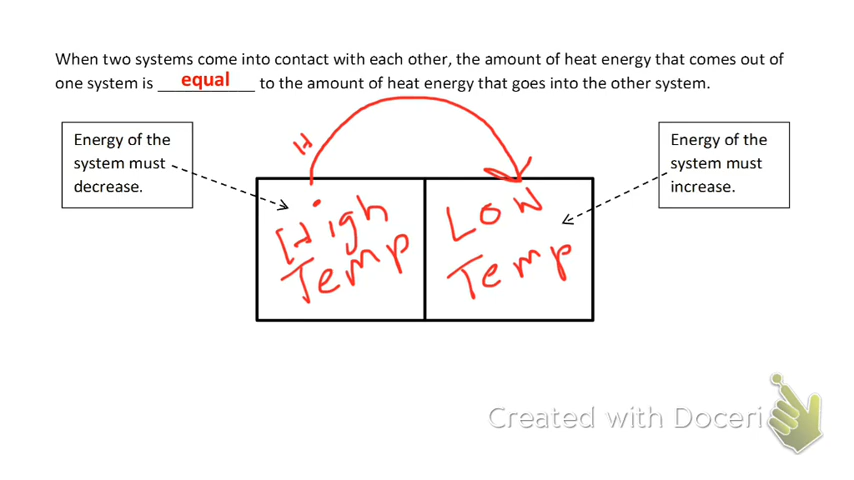 When two systems come into contact with each other, the amount of heat energy that comes out of
one system is equal to the amount of heat energy that goes into the other system.
Energy of the
system must
decrease.
H
High
Temp
Low
Temp
Energy of the
system must
increase.
Created with Doceri